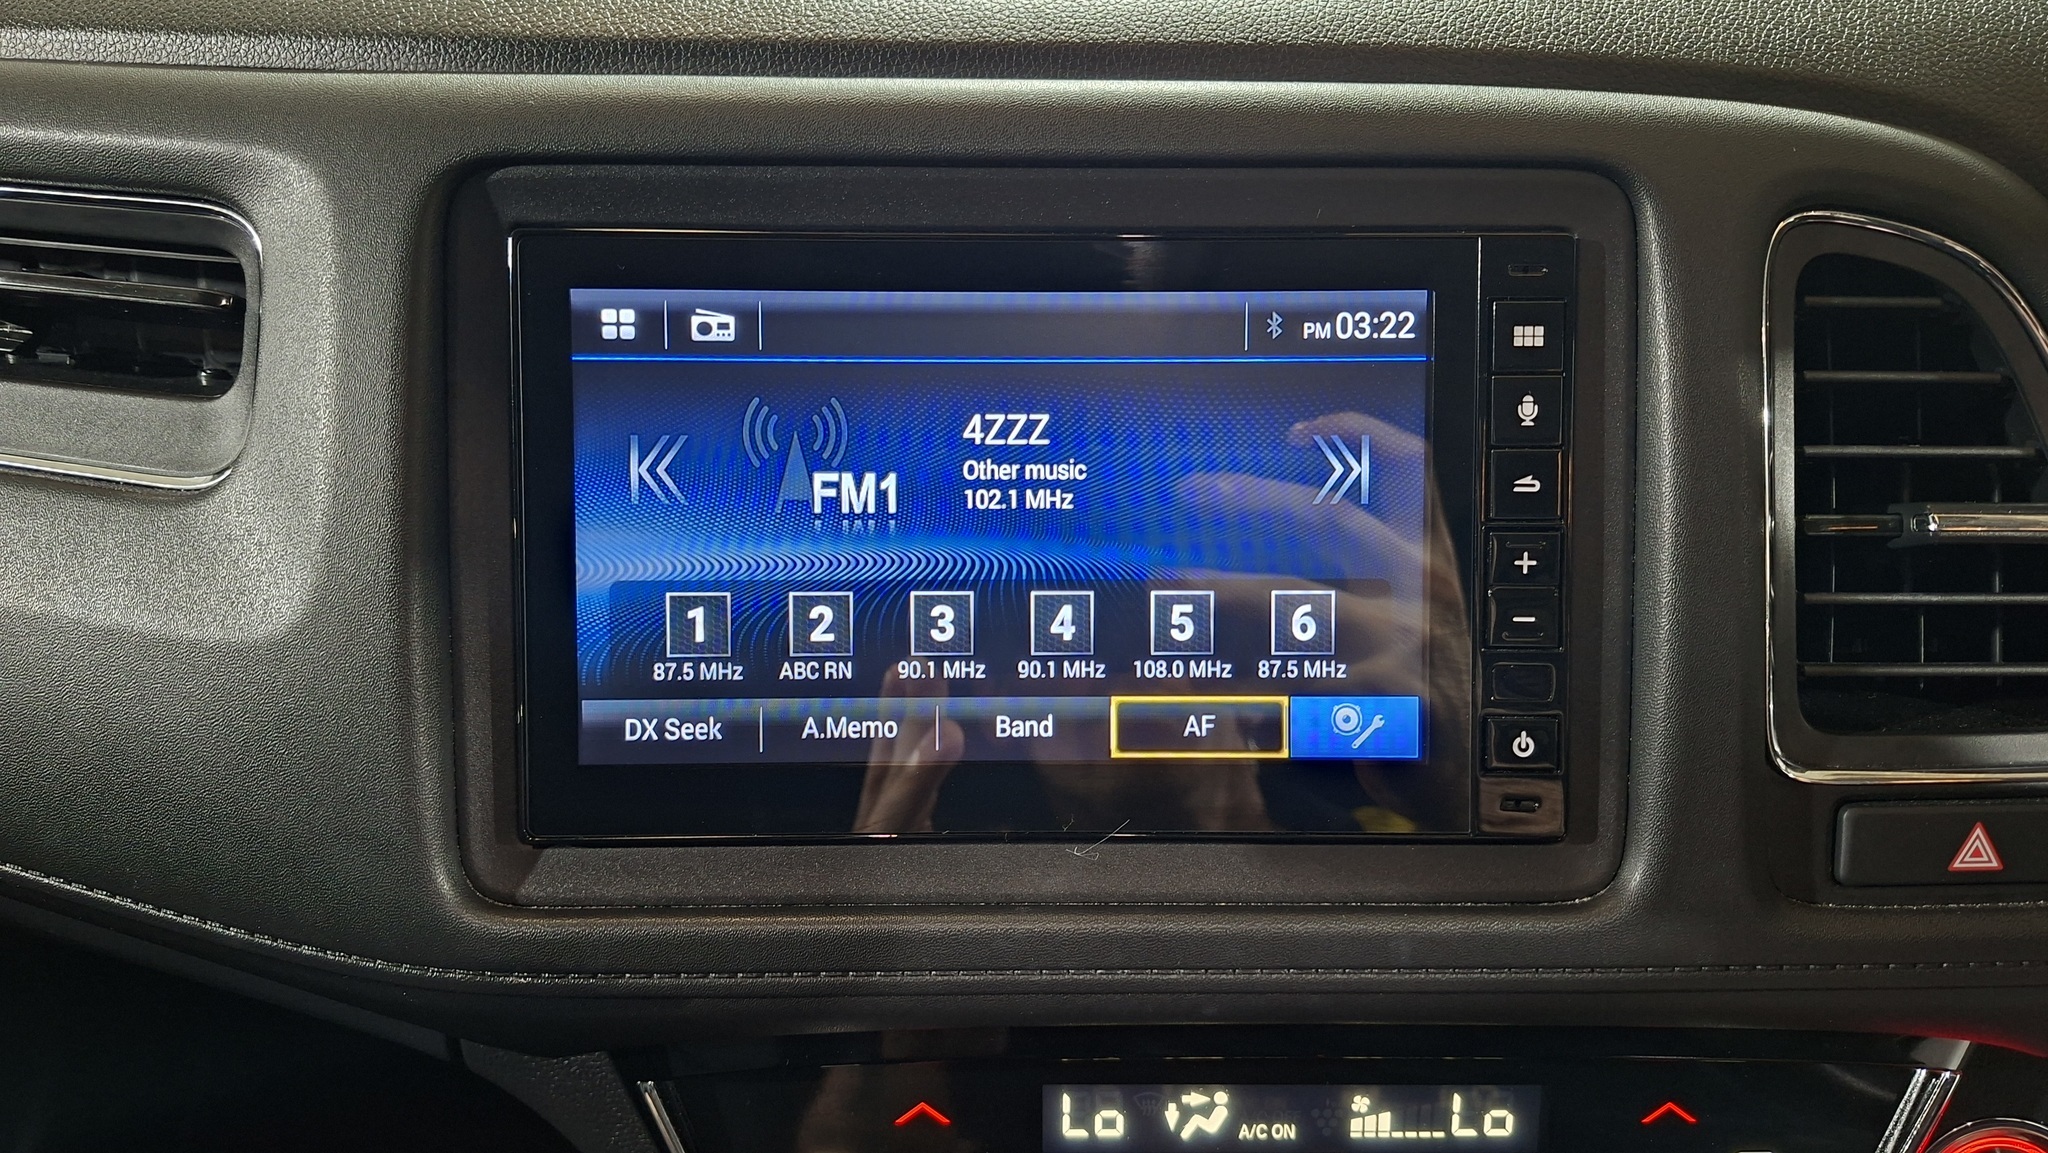 PM 03:22
4ZZZ
Other music
102.1 MHz
FM1
1 2 3 4 5 6
87.5 MHz ABC RN 90.1 MHz 90.1 MHz 108.0 MHz 87.5 MHz
DX Seek A.Memo Band AF
Lo A/C ON Lo